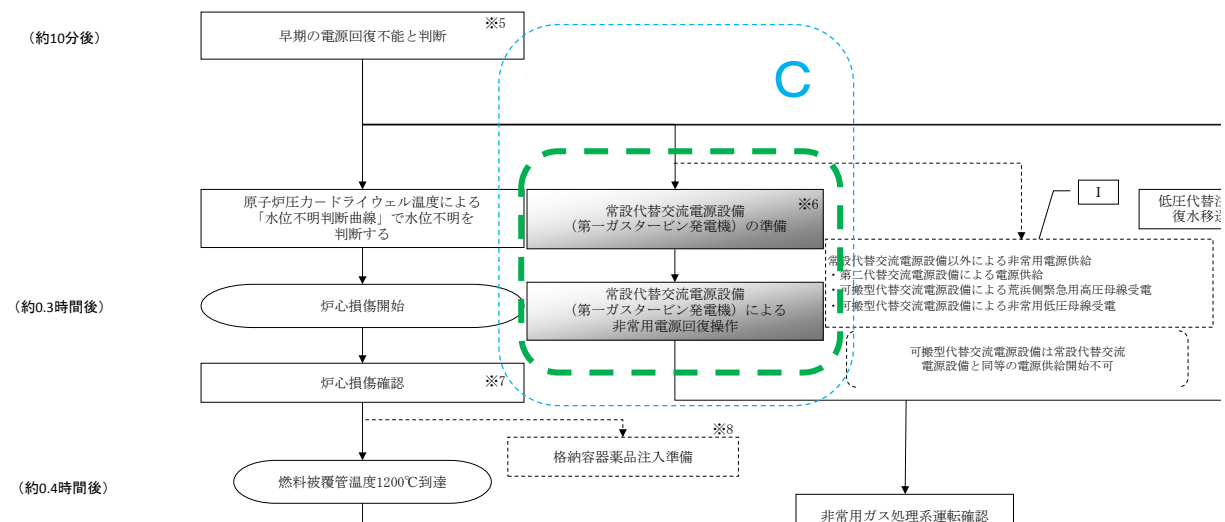 (約10分後)
早期の電源回復不能と判断
※5
C
原子炉圧力－ドライウェル温度による
「水位不明判断曲線」で水位不明を
判断する
常設代替交流電源設備
(第一ガスタービン発電機）の準備
※6
I
低圧代替注
復水移送
常設代替交流電源設備以外による非常用電源供給
・第二代替交流電源設備による電源供給
・可搬型代替交流電源設備による荒浜側緊急用高圧母線受電
・可搬型代替交流電源設備による非常用低圧母線受電
(約0.3時間後)
炉心損傷開始
常設代替交流電源設備
(第一ガスタービン発電機）による
非常用電源回復操作
可搬型代替交流電源設備は常設代替交流
電源設備と同等の電源供給開始不可
炉心損傷確認
※7
※8
格納容器薬品注入準備
(約0.4時間後)
燃料被覆管温度1200℃到達
非常用ガス処理系運転確認